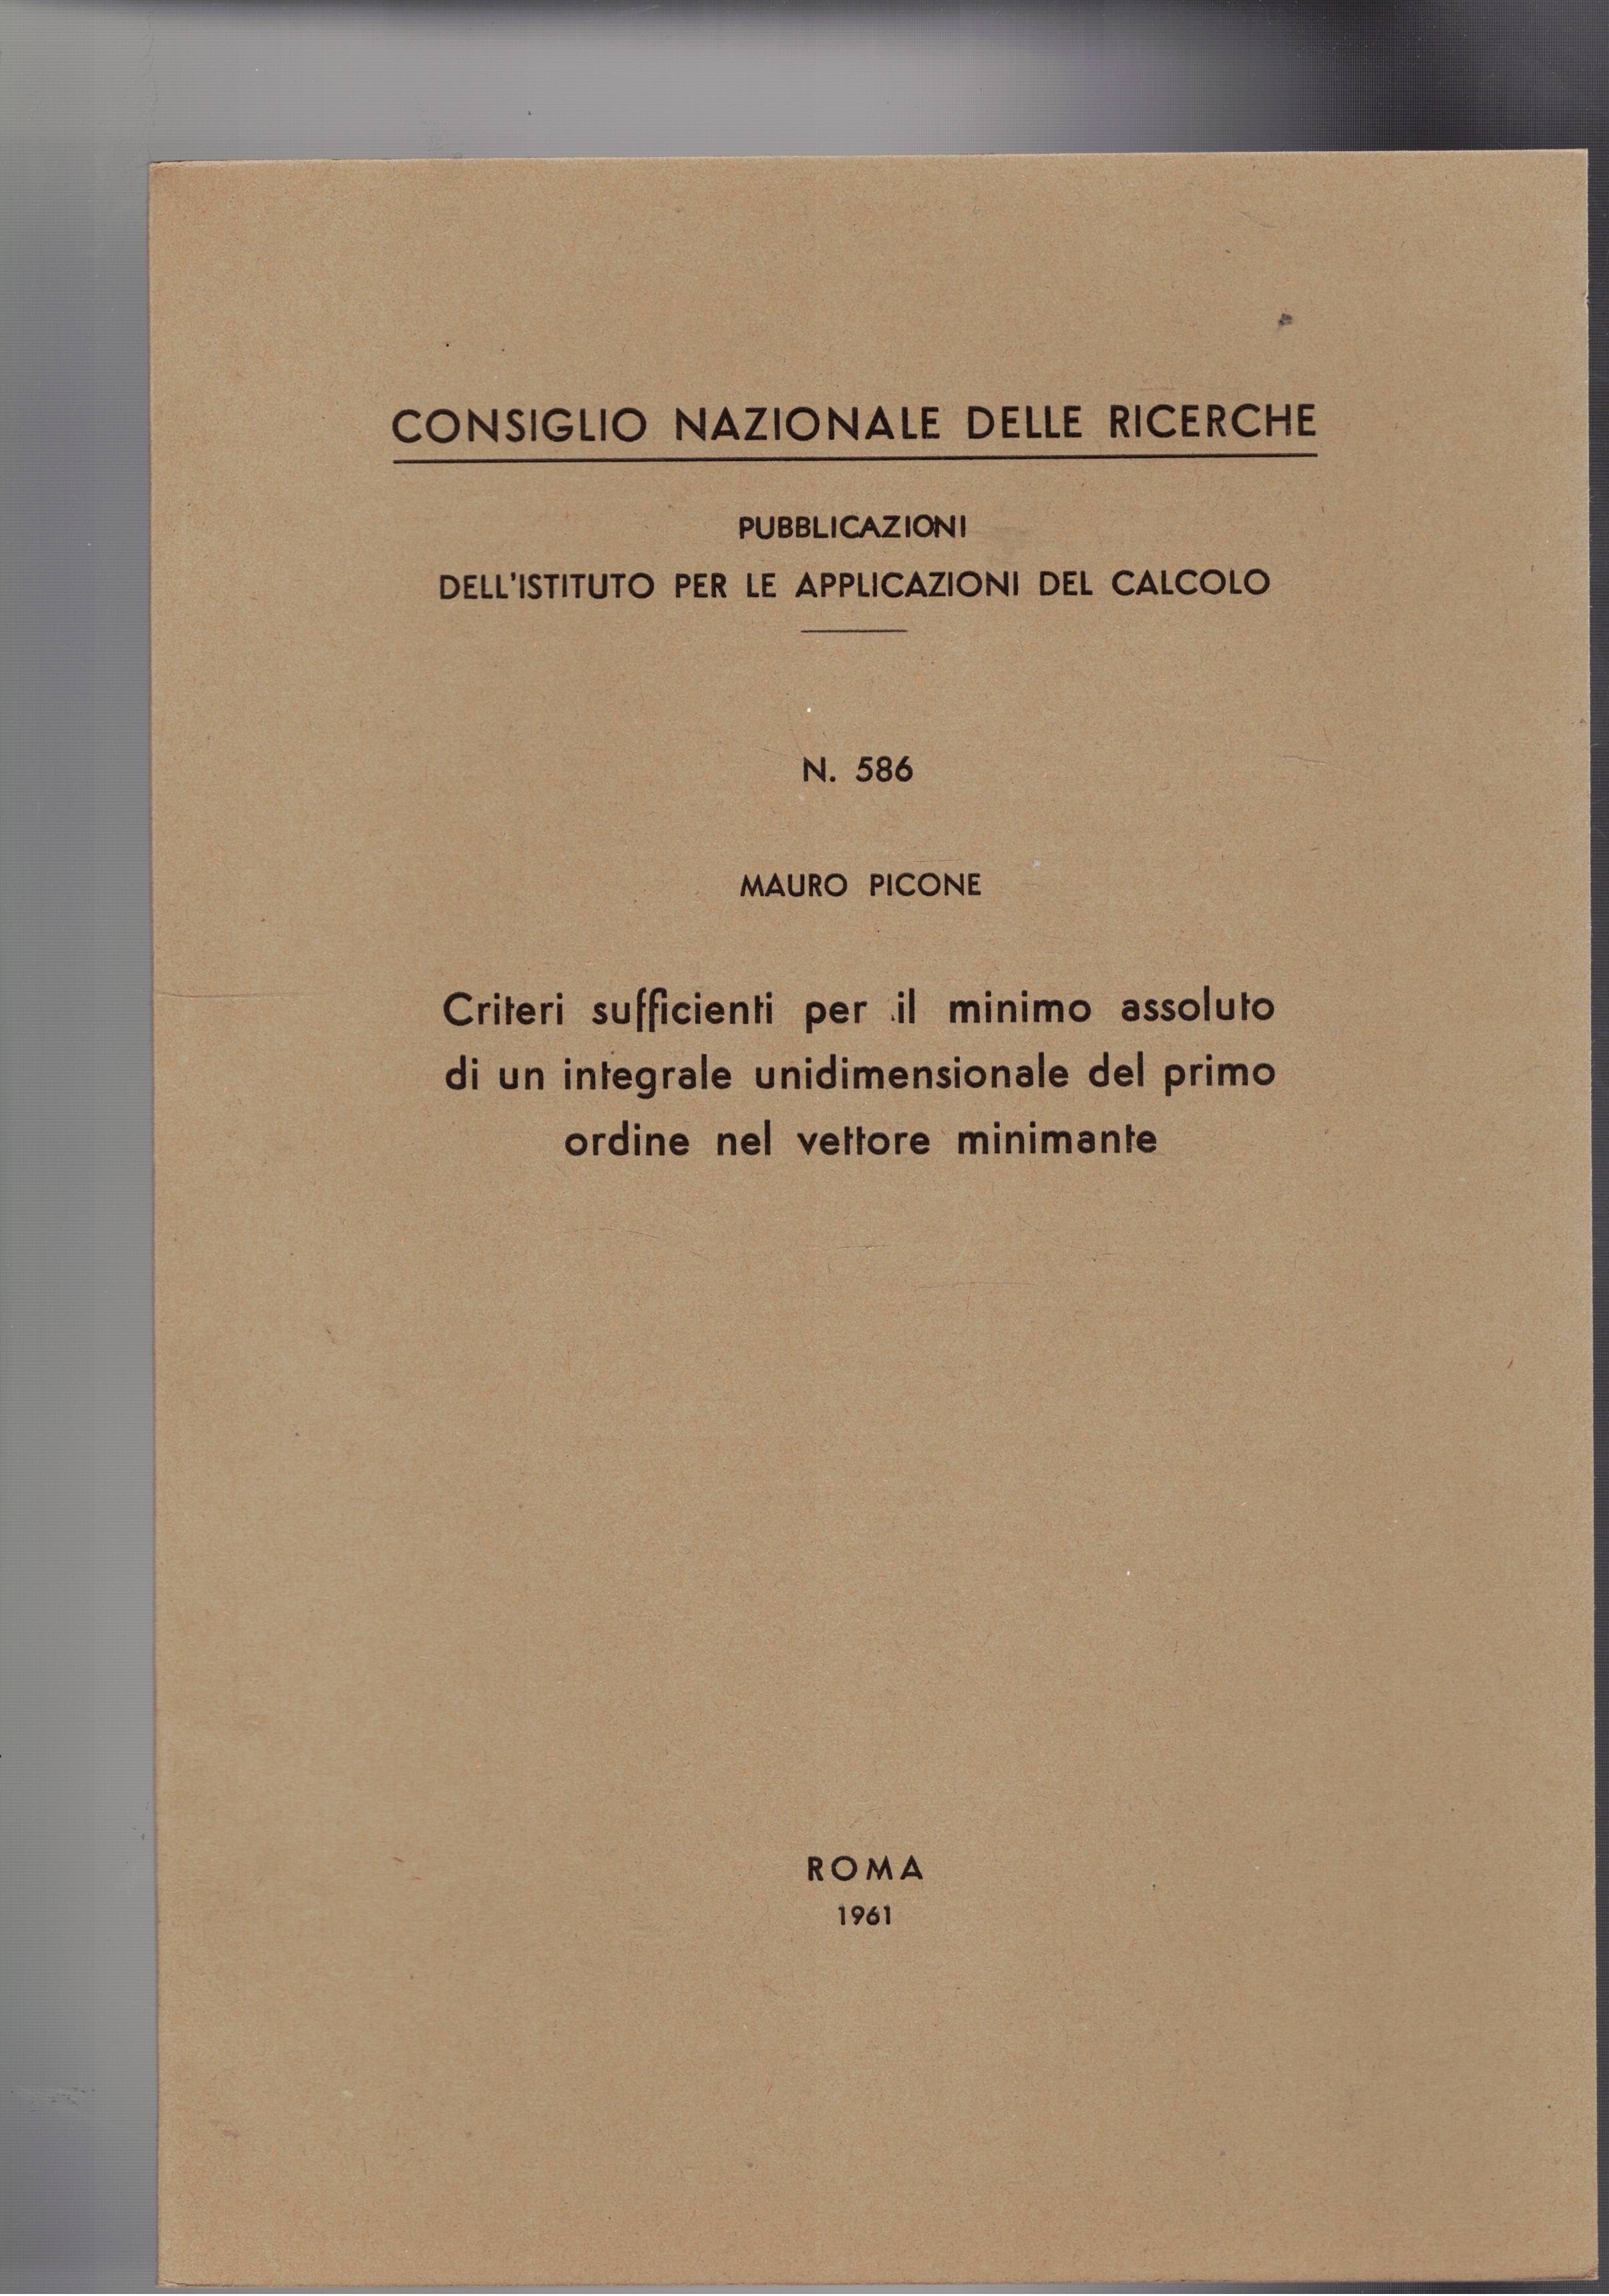 CONSIGLIO NAZIONALE DELLE RICERCHE
PUBBLICAZIONI
DELL'ISTITUTO PER LE APPLICAZIONI DEL CALCOLO
N. 586
MAURO PICONE
Criteri sufficienti per il minimo assoluto
di un integrale unidimensionale del primo
ordine nel vettore minimante
ROMA
1961